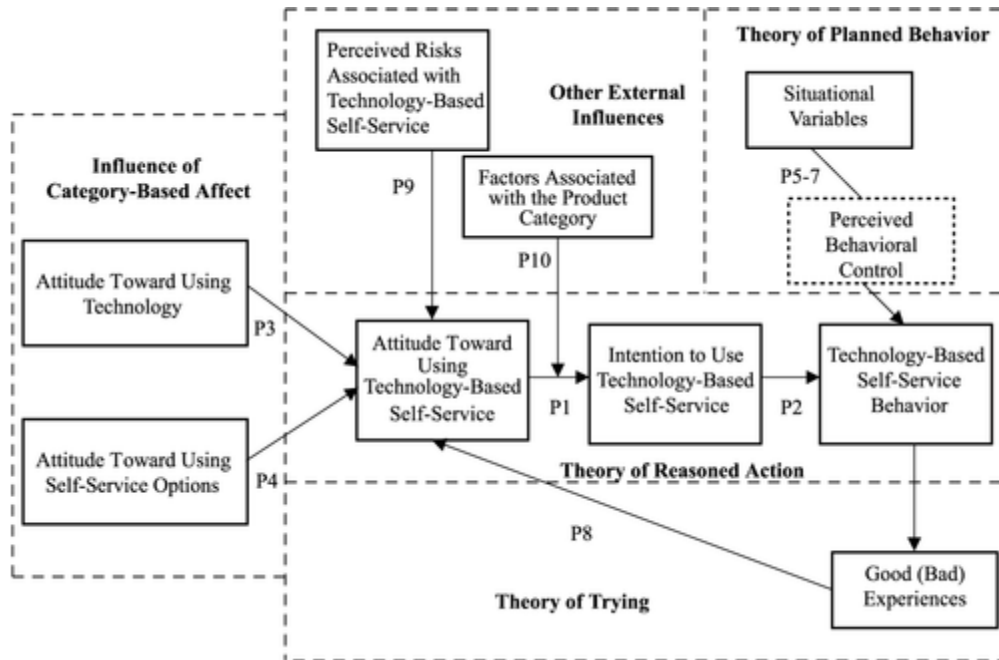 Perceived Risks
Associated with
Technology-Based
Self-Service
Other External
Influences
Theory of Planned Behavior
Situational
Variables
Influence of
Category-Based Affect
P9
Factors Associated
with the Product
Category
P5-7
Perceived
Behavioral
Control
P10
Attitude Toward Using
Technology
P3
Attitude Toward
Using
Technology-Based
Self-Service
P1
Intention to Use
Technology-Based
Self-Service
P2
Technology-Based
Self-Service
Behavior
Attitude Toward Using
Self-Service Options
P4
Theory of Reasoned Action
P8
Theory of Trying
Good (Bad)
Experiences